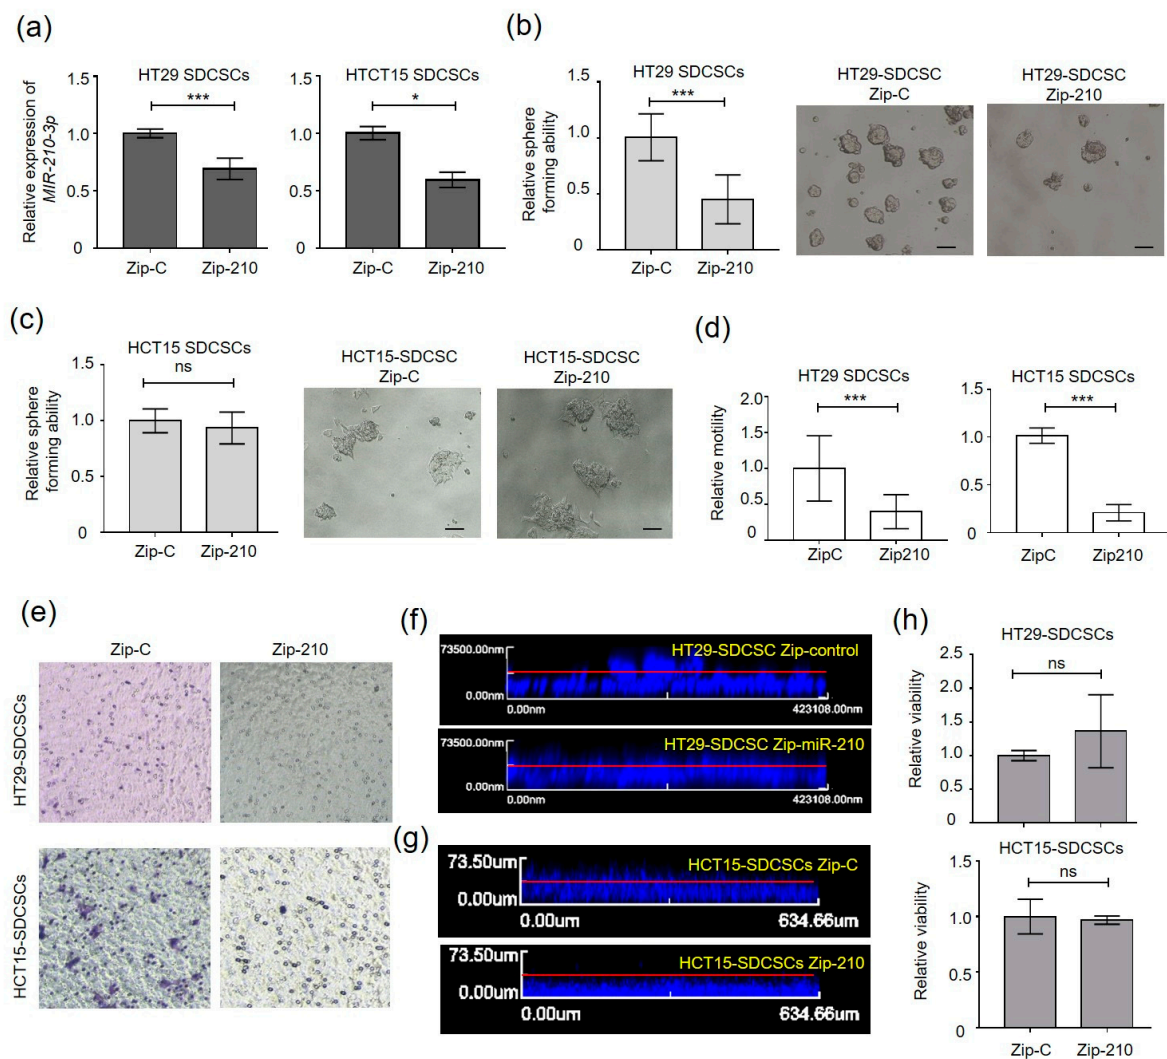 (a)
HT29 SDCSCs
HTCT15 SDCSCs
Relative expression of
MIR-210-3p
1.5
1.0
0.5
0
***
Zip-C
Zip-210
1.5
1.0
0.5
0
*
Zip-C
Zip-210
(b)
HT29 SDCSCs
Relative sphere
forming ability
1.5
1.0
0.5
0
***
Zip-C
Zip-210
HT29-SDCSC
Zip-C
HT29-SDCSC
Zip-210
(c)
HCT15 SDCSCs
ns
Relative sphere
forming ability
1.5
1.0
0.5
0
Zip-C
Zip-210
HCT15-SDCSC
Zip-C
HCT15-SDCSC
Zip-210
(d)
HT29 SDCSCs
Relative motility
2.0
1.5
1.0
0.5
0
***
ZipC
Zip210
HCT15 SDCSCs
1.5
1.0
0.5
0
***
ZipC
Zip210
(e)
Zip-C
Zip-210
HT29-SDCSCs
HCT15-SDCSCs
(f)
HT29-SDCSC Zip-control
73500.00nm
0.00nm
0.00nm
423108.00nm
HT29-SDCSC Zip-miR-210
73500.00nm
0.00nm
0.00nm
423108.00nm
(g)
HCT15-SDCSCs Zip-C
73.50um
0.00um
0.00um
634.66um
HCT15-SDCSCs Zip-210
73.50um
0.00um
0.00um
634.66um
(h)
HT29-SDCSCs
Relative viability
2.5
2.0
1.5
1.0
0.5
0
ns
HCT15-SDCSCs
Relative viability
1.5
1.0
0.5
0
ns
Zip-C
Zip-210